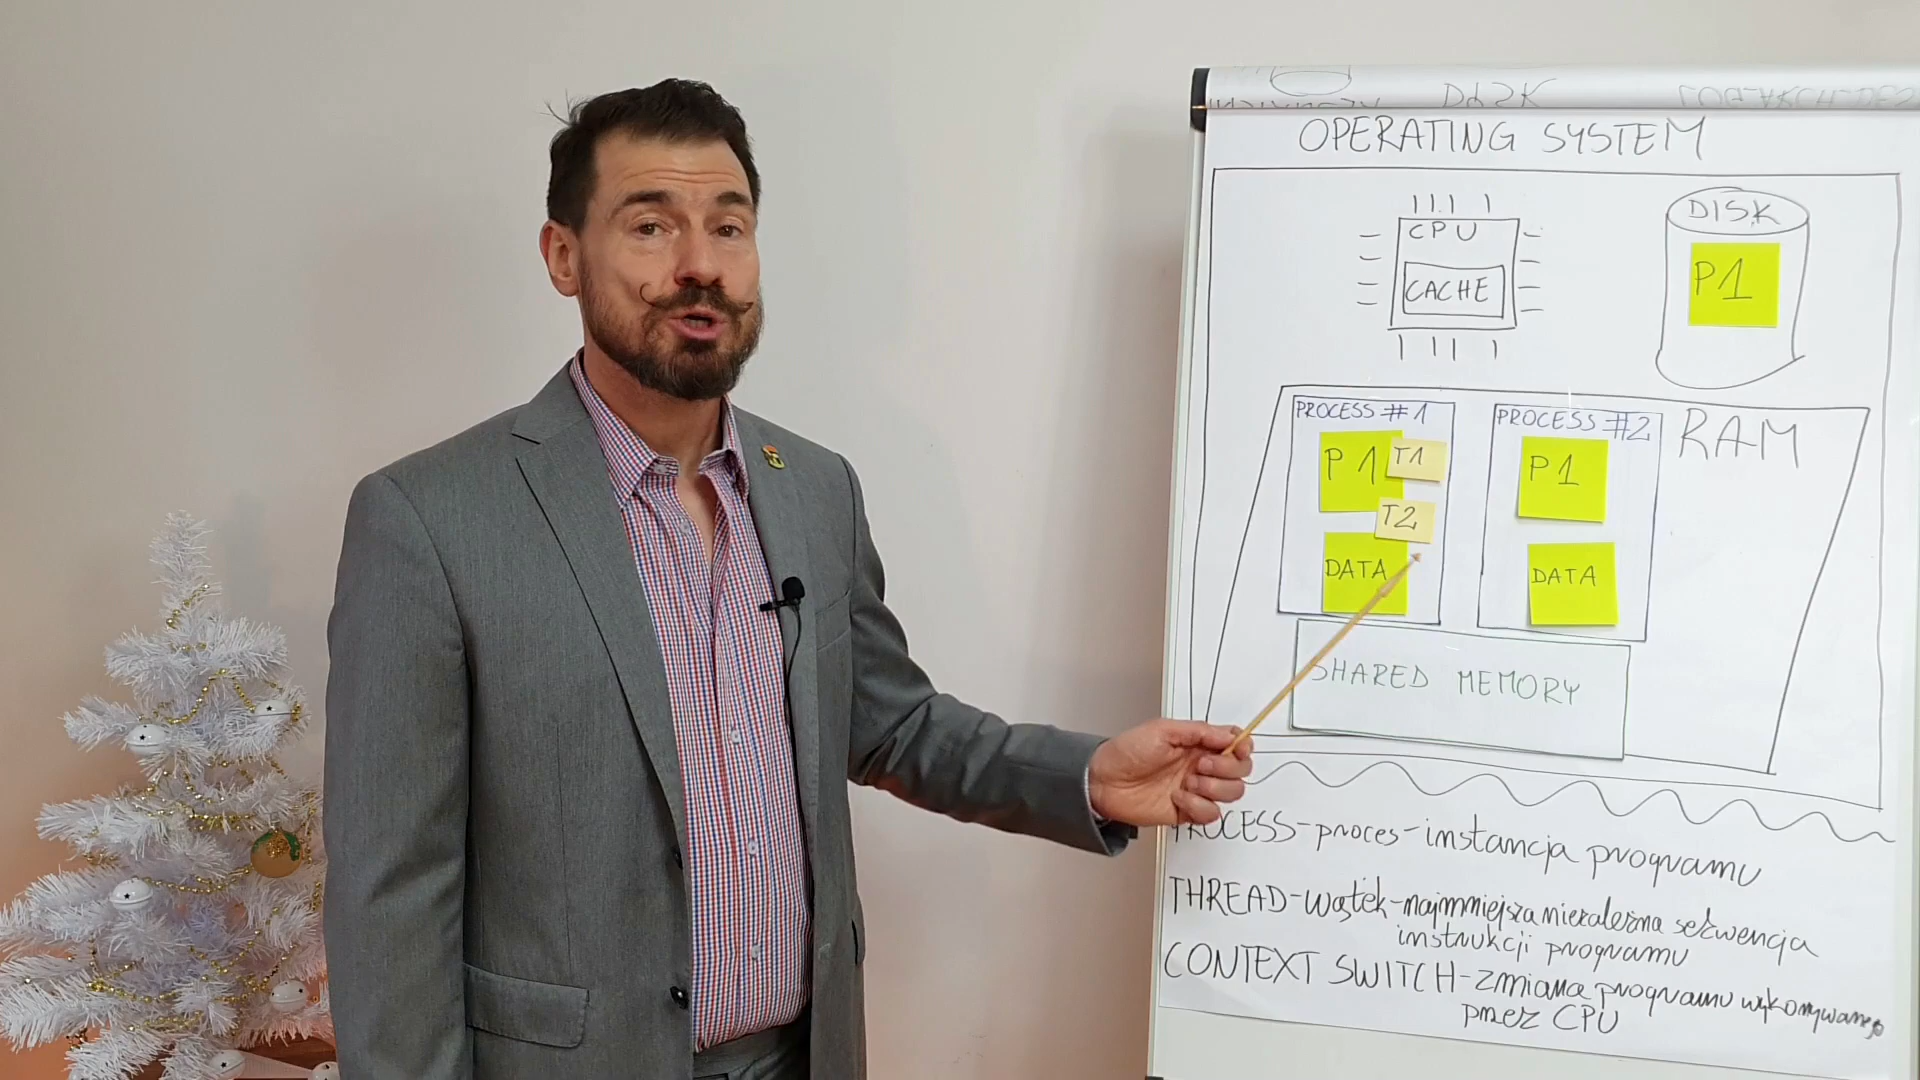 DISK
OPERATING SYSTEM
CPU
CACHE
DISK
P1
PROCESS #1
PROCESS #2
RAM
P1
T1
T2
DATA
P1
DATA
SHARED MEMORY
PROCESS-proces-instancja programu
THREAD-wątek-najmniejsza niezależna sekwencja
instrukcji programu
CONTEXT SWITCH-zmiana programu wykonywanego
przez CPU